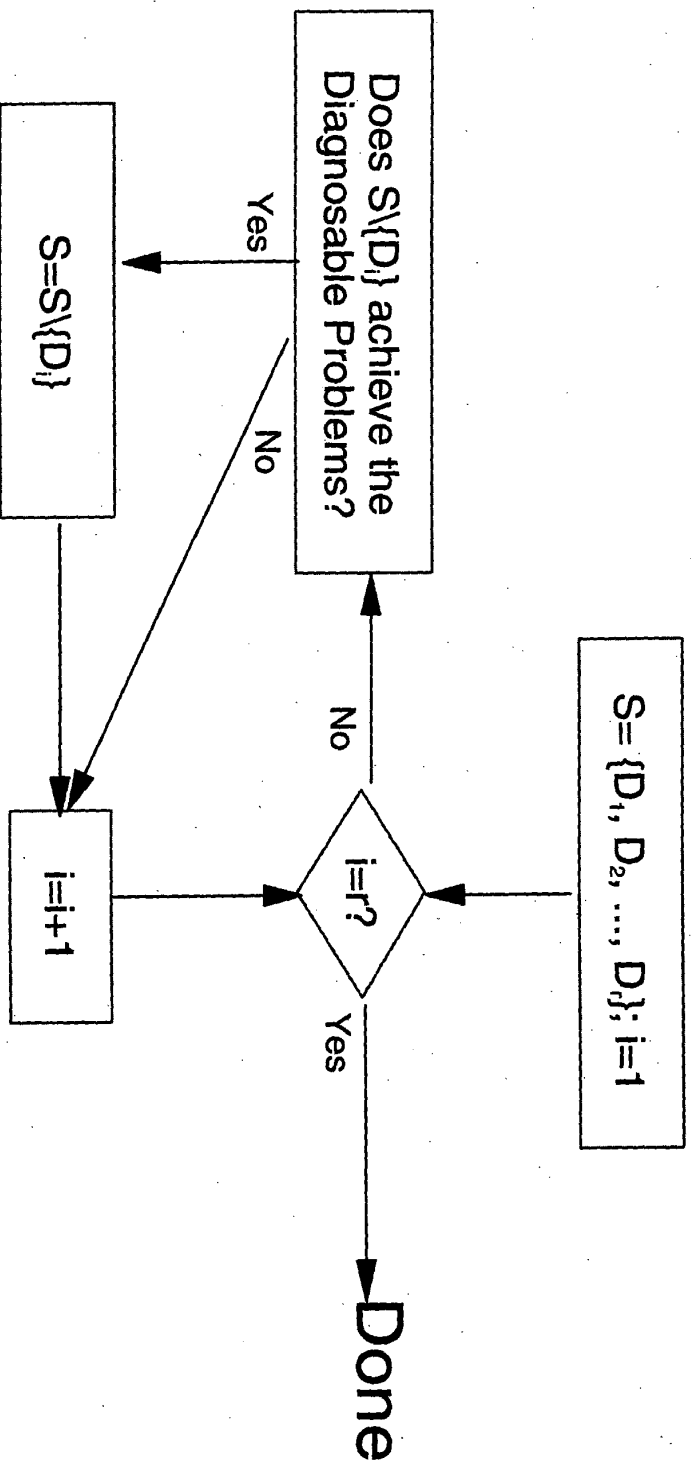 S= {D₁, D₂, ...., Dᵣ}; i=1
i=r?
No
Yes
Done
Does S\{Dᵢ} achieve the
Diagnosable Problems?
Yes
No
S=S\{Dᵢ}
i=i+1